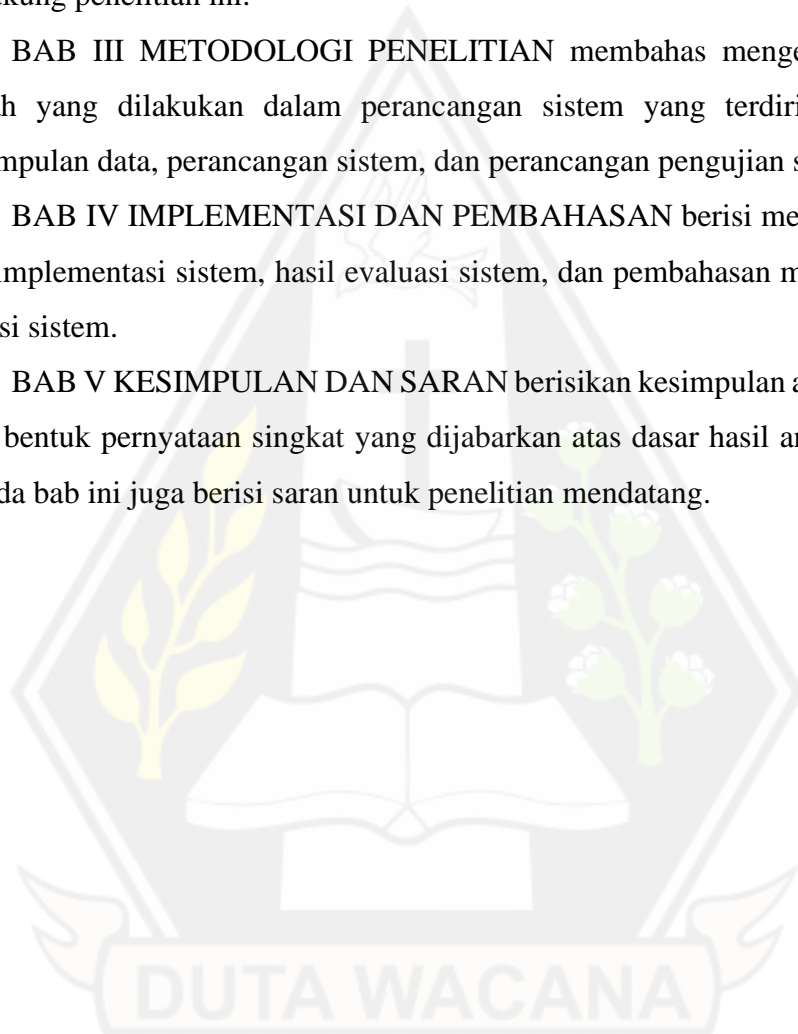 ukung penelitian ini.
BAB III METODOLOGI PENELITIAN membahas menge
h yang dilakukan dalam perancangan sistem yang terdiri
mpulan data, perancangan sistem, dan perancangan pengujian s
BAB IV IMPLEMENTASI DAN PEMBAHASAN berisi me
implementasi sistem, hasil evaluasi sistem, dan pembahasan m
si sistem.
BAB V KESIMPULAN DAN SARAN berisikan kesimpulan a
bentuk pernyataan singkat yang dijabarkan atas dasar hasil an
da bab ini juga berisi saran untuk penelitian mendatang.
DUTA WACANA